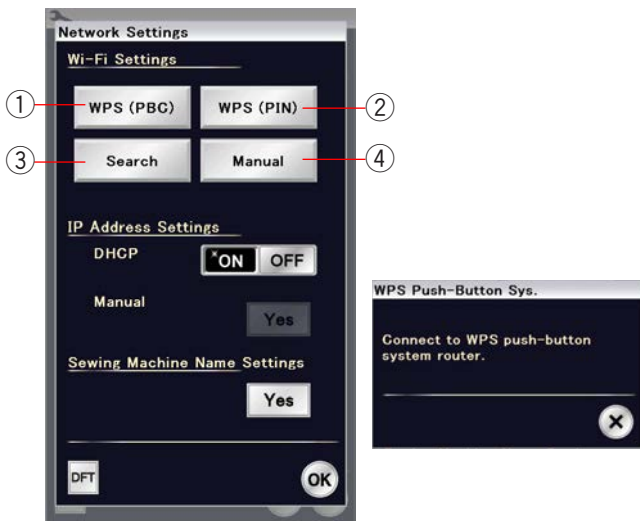 Network Settings
Wi-Fi Settings
① WPS (PBC) WPS (PIN) ②
③ Search Manual ④
IP Address Settings
DHCP *ON OFF
Manual Yes
Sewing Machine Name Settings
Yes
DFT OK
WPS Push-Button Sys.
Connect to WPS push-button
system router.